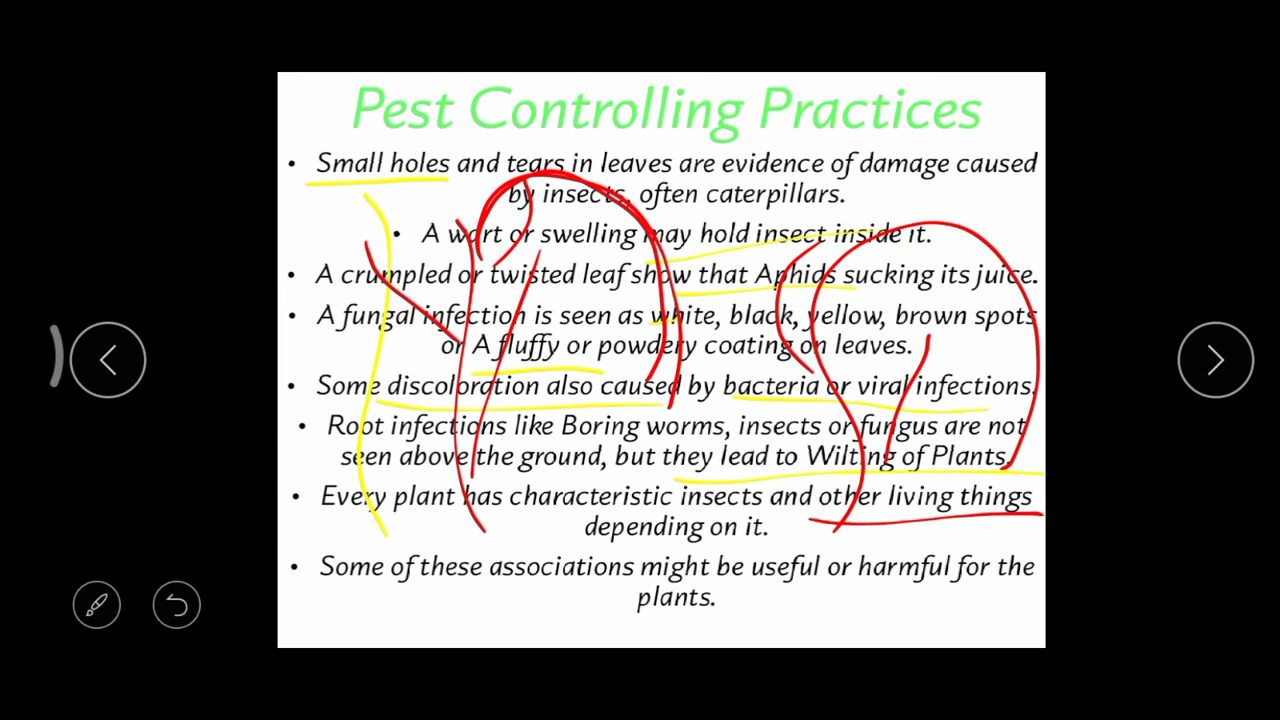 Pest Controlling Practices
• Small holes and tears in leaves are evidence of damage caused
by insects, often caterpillars.
• A wart or swelling may hold insect inside it.
• A crumpled or twisted leaf show that Aphids sucking its juice.
• A fungal infection is seen as white, black, yellow, brown spots
or A fluffy or powdery coating on leaves.
• Some discoloration also caused by bacteria or viral infections.
• Root infections like Boring worms, insects or fungus are not
seen above the ground, but they lead to Wilting of Plants.
• Every plant has characteristic insects and other living things
depending on it.
• Some of these associations might be useful or harmful for the
plants.